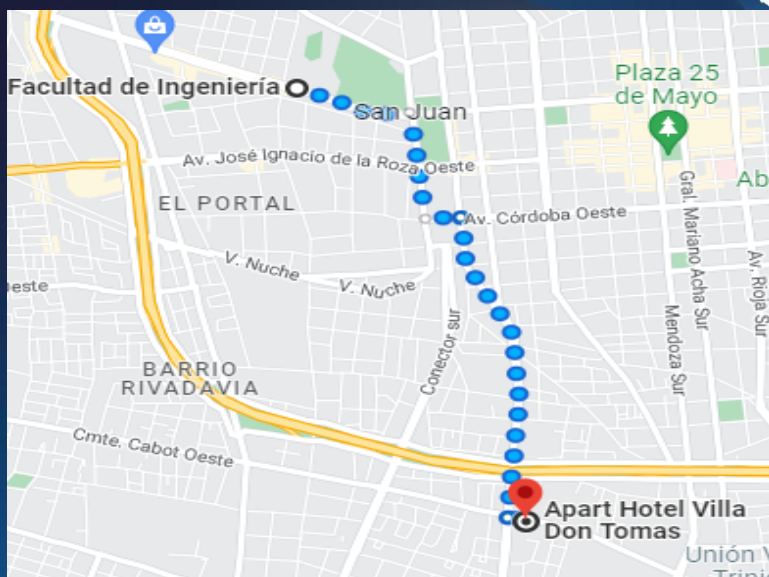 Plaza 25
de Mayo
Facultad de Ingeniería
San Juan
Av. José Ignacio de la Roza Oeste
Ab
EL PORTAL
Av. Córdoba Oeste
Gral. Mariano Acha Sur
V. Nuche
V. Nuche
Av. Rioja Sur
este
Conector sur
Mendoza Sur
BARRIO
RIVADAVIA
Cmte. Cabot Oeste
Apart Hotel Villa
Don Tomas
Unión V
Trini